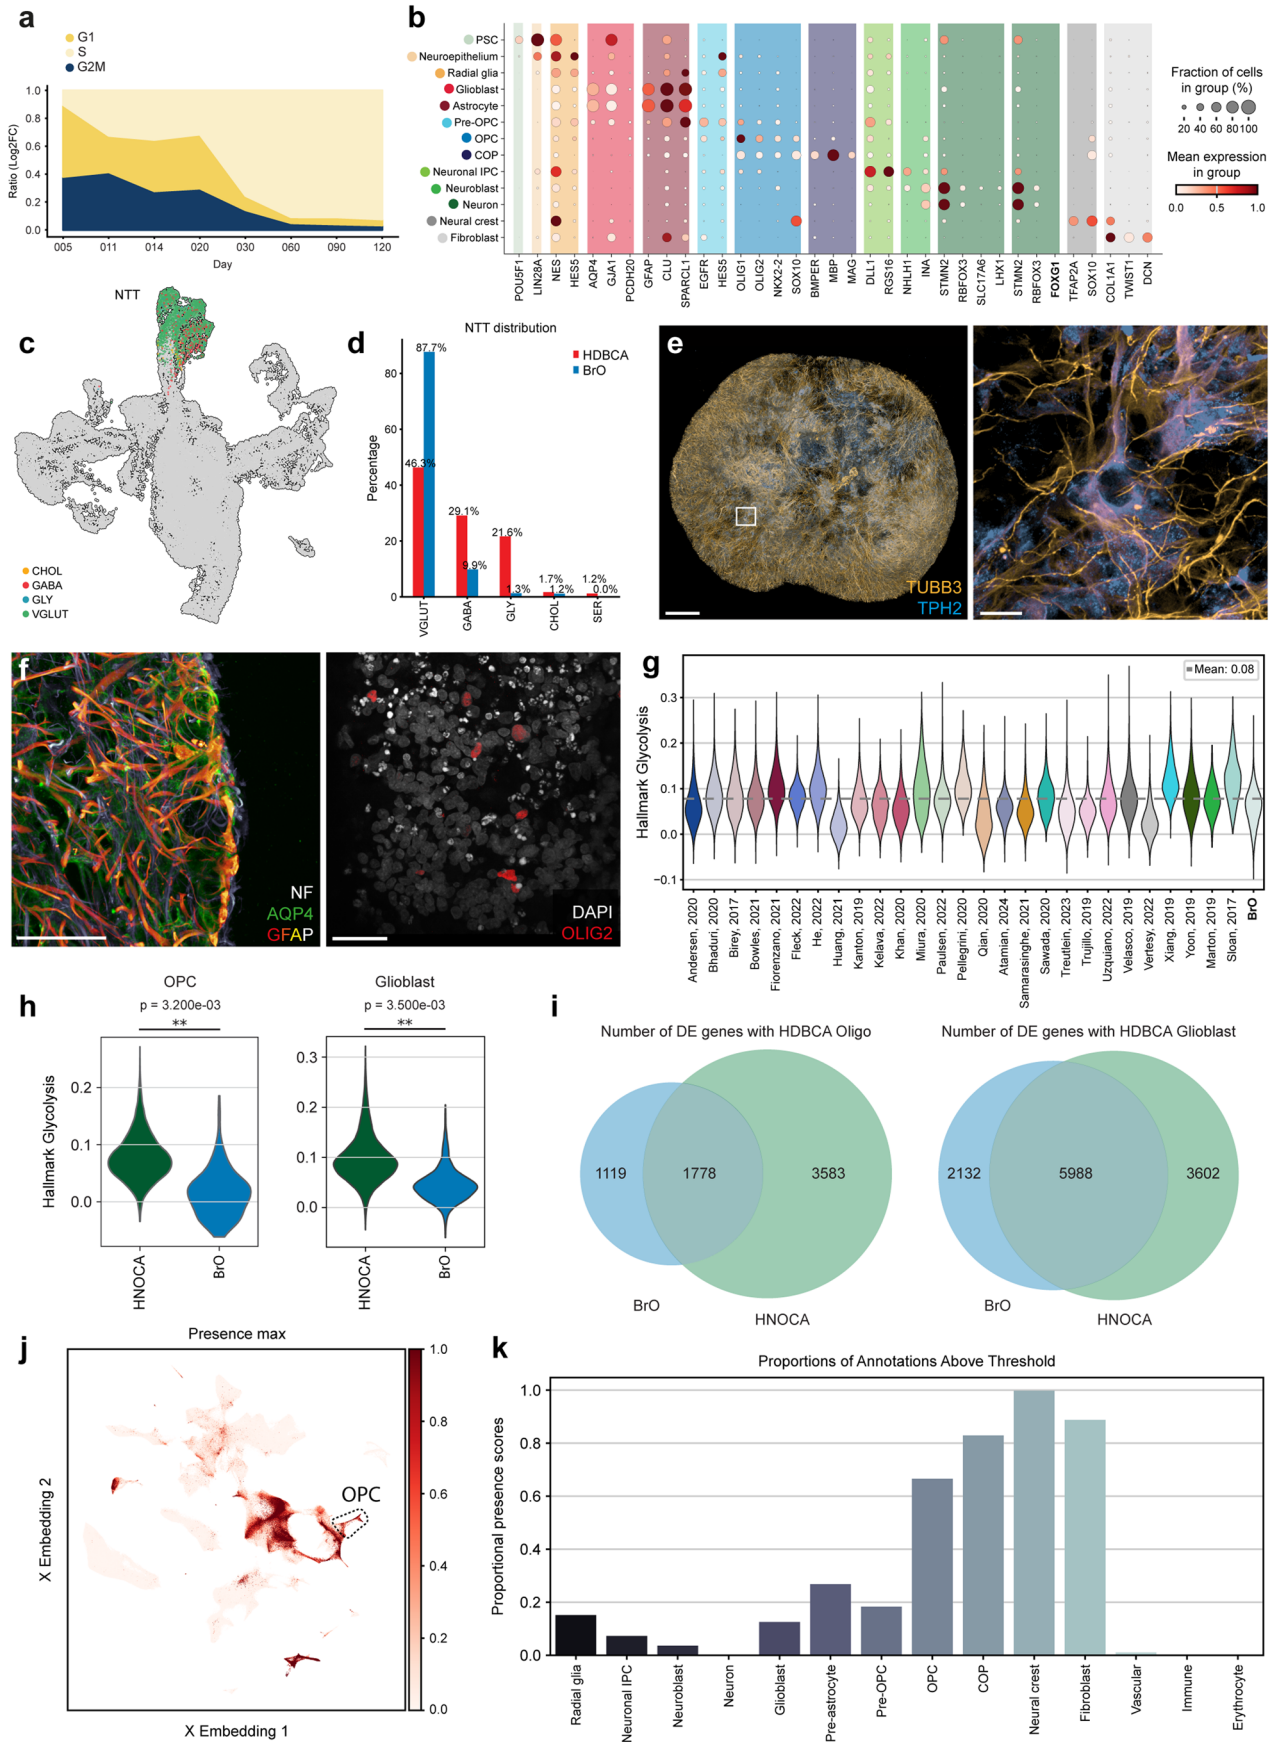 a
G1
S
G2M
Ratio (Log2FC)
1.0
0.8
0.6
0.4
0.2
0.0
005 011 014 020 030 060 090 120
Day
b
PSC
Neuroepithelium
Radial glia
Glioblast
Astrocyte
Pre-OPC
OPC
COP
Neuronal IPC
Neuroblast
Neuron
Neural crest
Fibroblast
POU5F1 LIN28A NES HES5 AQP4 GJA1 PCDH20 GFAP CLU SPARCL1 EGFR HES5 OLIG1 OLIG2 NKX2-2 SOX10 BMPER MBP MAG DLL1 RGS16 NHLH1 INA STMN2 RBFOX3 SLC17A6 LHX1 STMN2 RBFOX3 FOXG1 TFAP2A SOX10 COL1A1 TWIST1 DCN
Fraction of cells
in group (%)
20 40 60 80 100
Mean expression
in group
0.0 0.5 1.0
c
NTT
CHOL
GABA
GLY
VGLUT
d
NTT distribution
HDBCA
BrO
Percentage
80
60
40
20
0
87.7%
46.3%
29.1%
9.9%
21.6%
1.3%
1.7%
1.2%
1.2%
0.0%
VGLUT GABA GLY CHOL SER
e
TUBB3
TPH2
f
NF
AQP4
GFAP
DAPI
OLIG2
g
Mean: 0.08
Hallmark Glycolysis
0.3
0.2
0.1
0.0
−0.1
Andersen, 2020
Bhaduri, 2020
Birey, 2017
Bowles, 2021
Fiorenzano, 2021
Fleck, 2022
He, 2022
Huang, 2021
Kanton, 2019
Kelava, 2022
Khan, 2020
Miura, 2020
Paulsen, 2022
Pellegrini, 2020
Qian, 2020
Atamian, 2024
Samarasinghe, 2021
Sawada, 2020
Treutlein, 2023
Trujillo, 2019
Uzquiano, 2022
Velasco, 2019
Vertesy, 2022
Xiang, 2019
Yoon, 2019
Marton, 2019
Sloan, 2017
BrO
h
OPC
p = 3.200e-03
**
Hallmark Glycolysis
0.2
0.1
0.0
HNOCA BrO
Glioblast
p = 3.500e-03
**
0.3
0.2
0.1
0.0
HNOCA BrO
i
Number of DE genes with HDBCA Oligo
1119 1778 3583
BrO
HNOCA
Number of DE genes with HDBCA Glioblast
2132 5988 3602
BrO
HNOCA
j
Presence max
OPC
X Embedding 2
X Embedding 1
1.0
0.8
0.6
0.4
0.2
0.0
k
Proportions of Annotations Above Threshold
Proportional presence scores
1.0
0.8
0.6
0.4
0.2
0.0
Radial glia
Neuronal IPC
Neuroblast
Neuron
Glioblast
Pre-astrocyte
Pre-OPC
OPC
COP
Neural crest
Fibroblast
Vascular
Immune
Erythrocyte